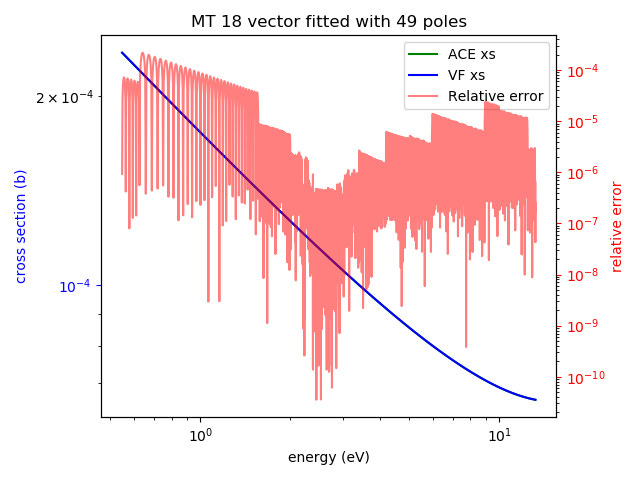 MT 18 vector fitted with 49 poles
ACE xs
VF xs
Relative error
2 × 10⁻⁴
10⁻⁴
cross section (b)
10⁻⁴
10⁻⁵
10⁻⁶
10⁻⁷
10⁻⁸
10⁻⁹
10⁻¹⁰
relative error
10⁰
10¹
energy (eV)